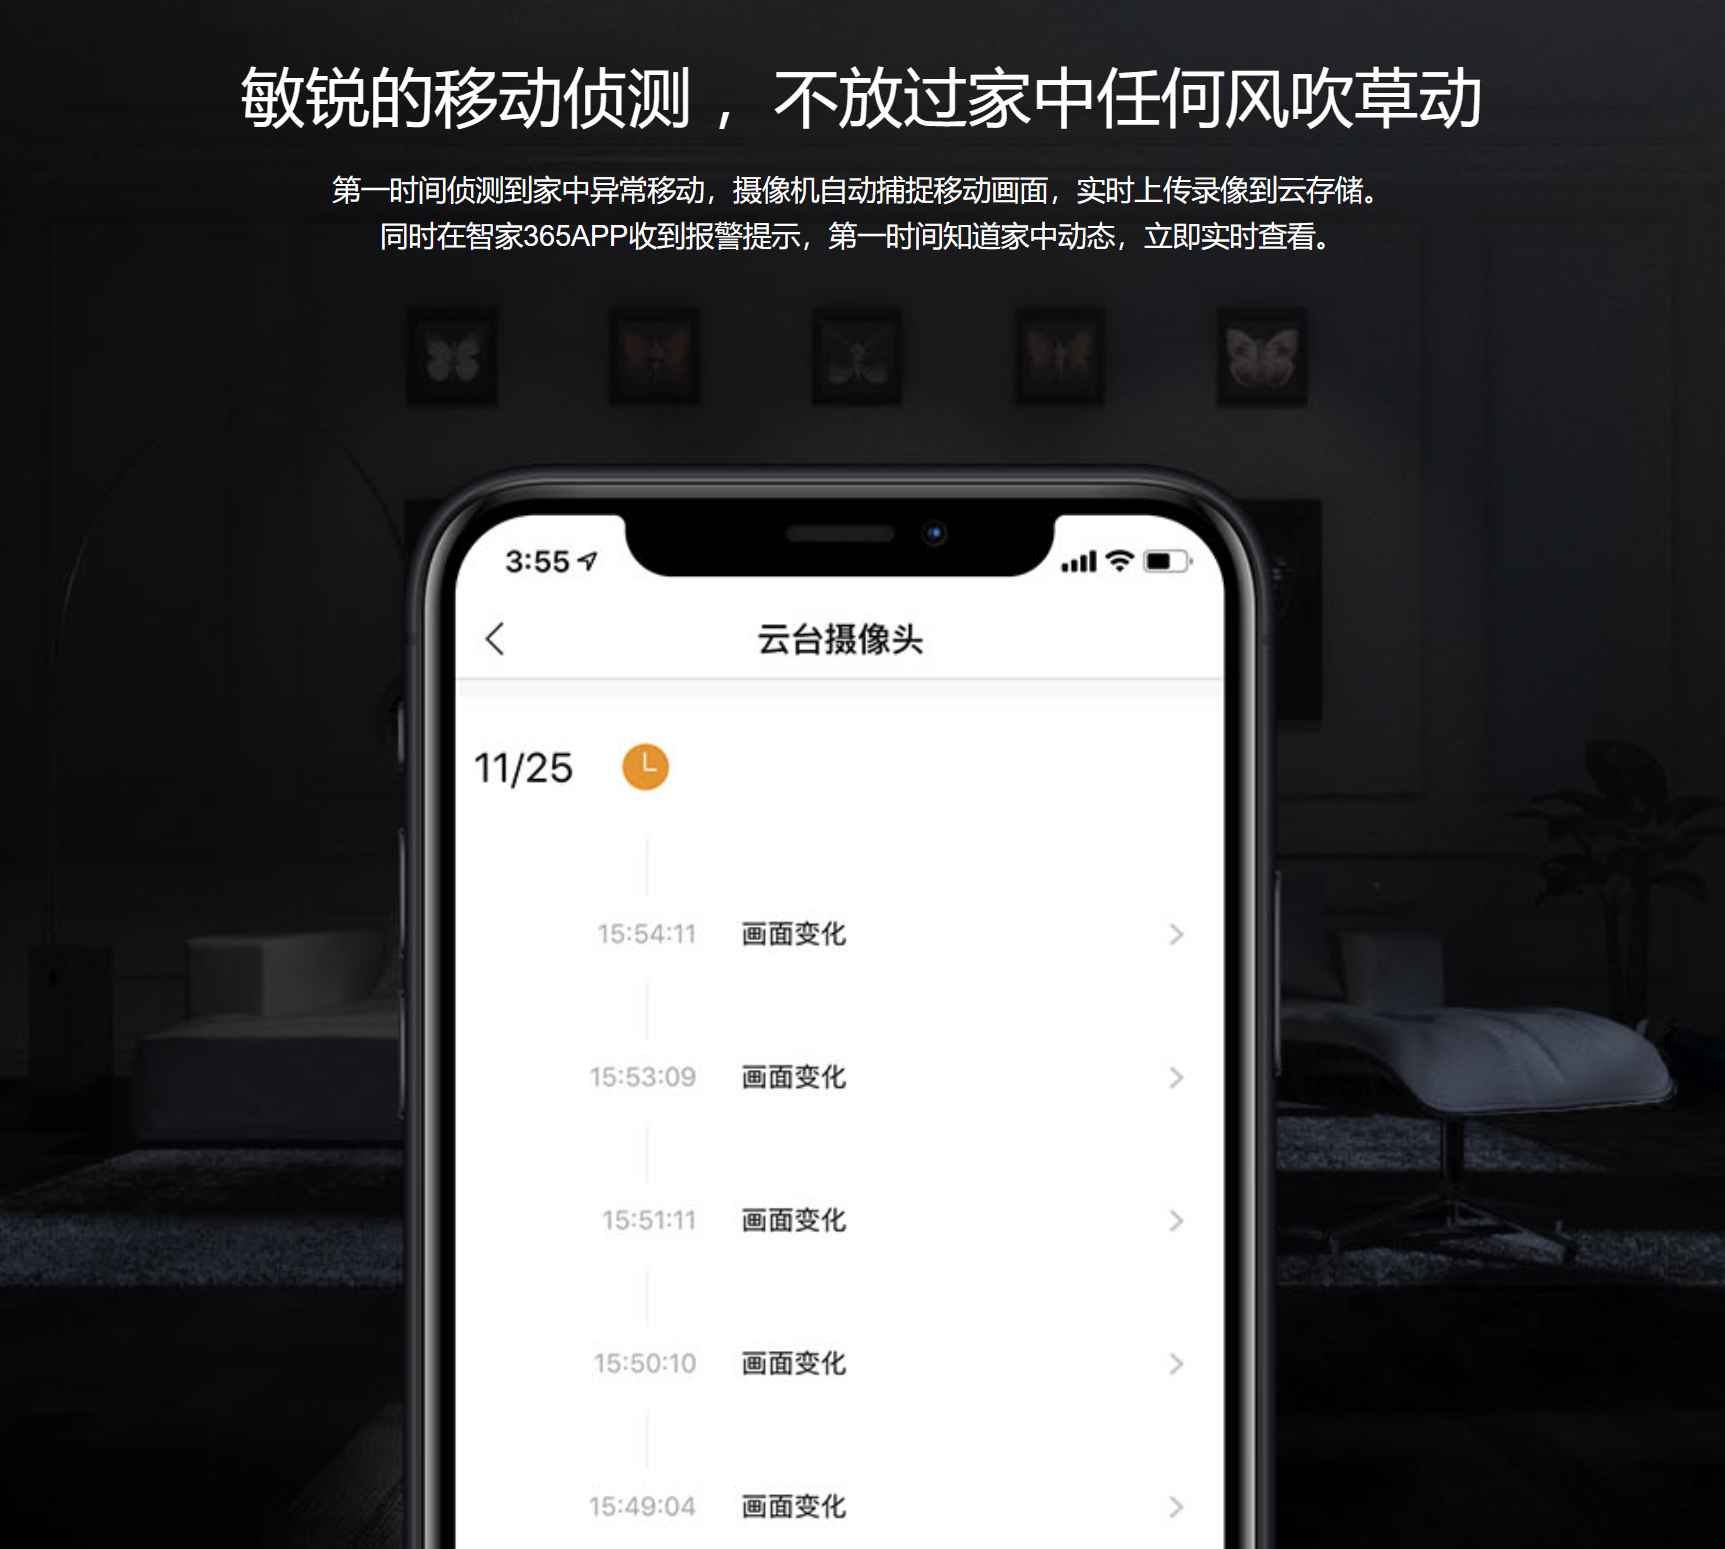 敏锐的移动侦测，不放过家中任何风吹草动
第一时间侦测到家中异常移动，摄像机自动捕捉移动画面，实时上传录像到云存储。
同时在智家365APP收到报警提示，第一时间知道家中动态，立即实时查看。
3:55
云台摄像头
11/25
15:54:11 画面变化
15:53:09 画面变化
15:51:11 画面变化
15:50:10 画面变化
15:49:04 画面变化